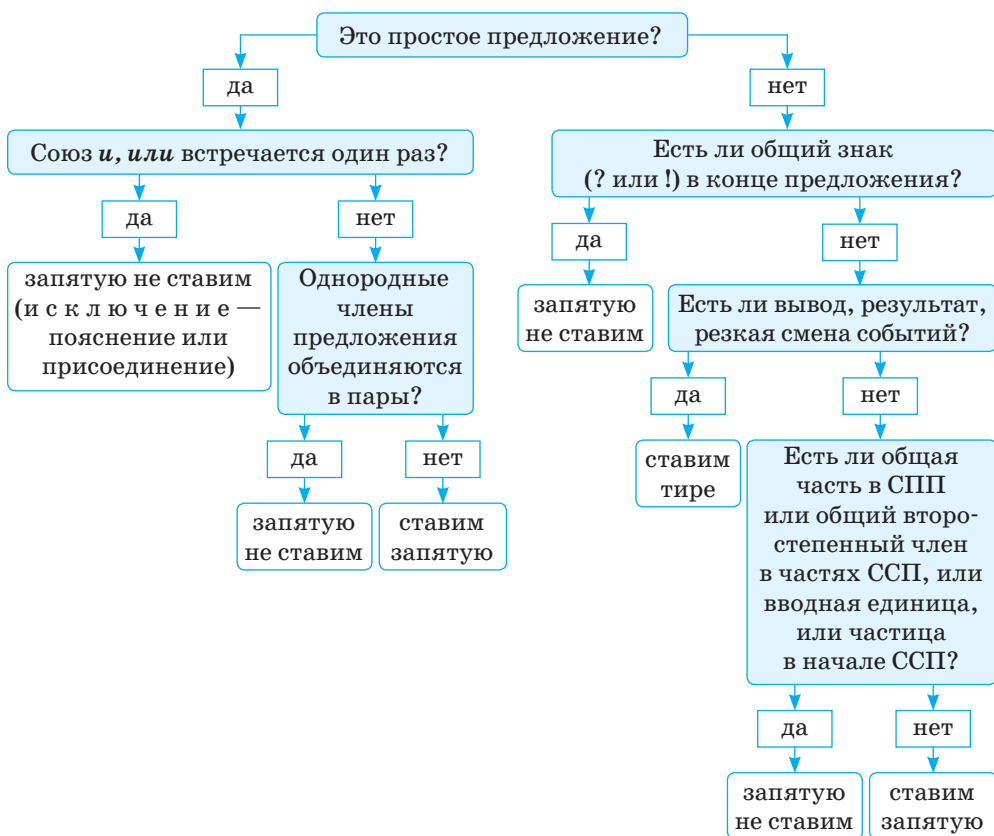 Это простое предложение?
да
нет
Союз и, или встречается один раз?
Есть ли общий знак
(? или !) в конце предложения?
да
нет
да
нет
запятую не ставим
(и с к л ю ч е н и е —
пояснение или
присоединение)
Однородные
члены
предложения
объединяются
в пары?
запятую
не ставим
Есть ли вывод, результат,
резкая смена событий?
да
нет
да
нет
запятую
не ставим
ставим
запятую
ставим
тире
Есть ли общая
часть в СПП
или общий второ-
степенный член
в частях ССП, или
вводная единица,
или частица
в начале ССП?
да
нет
запятую
не ставим
ставим
запятую